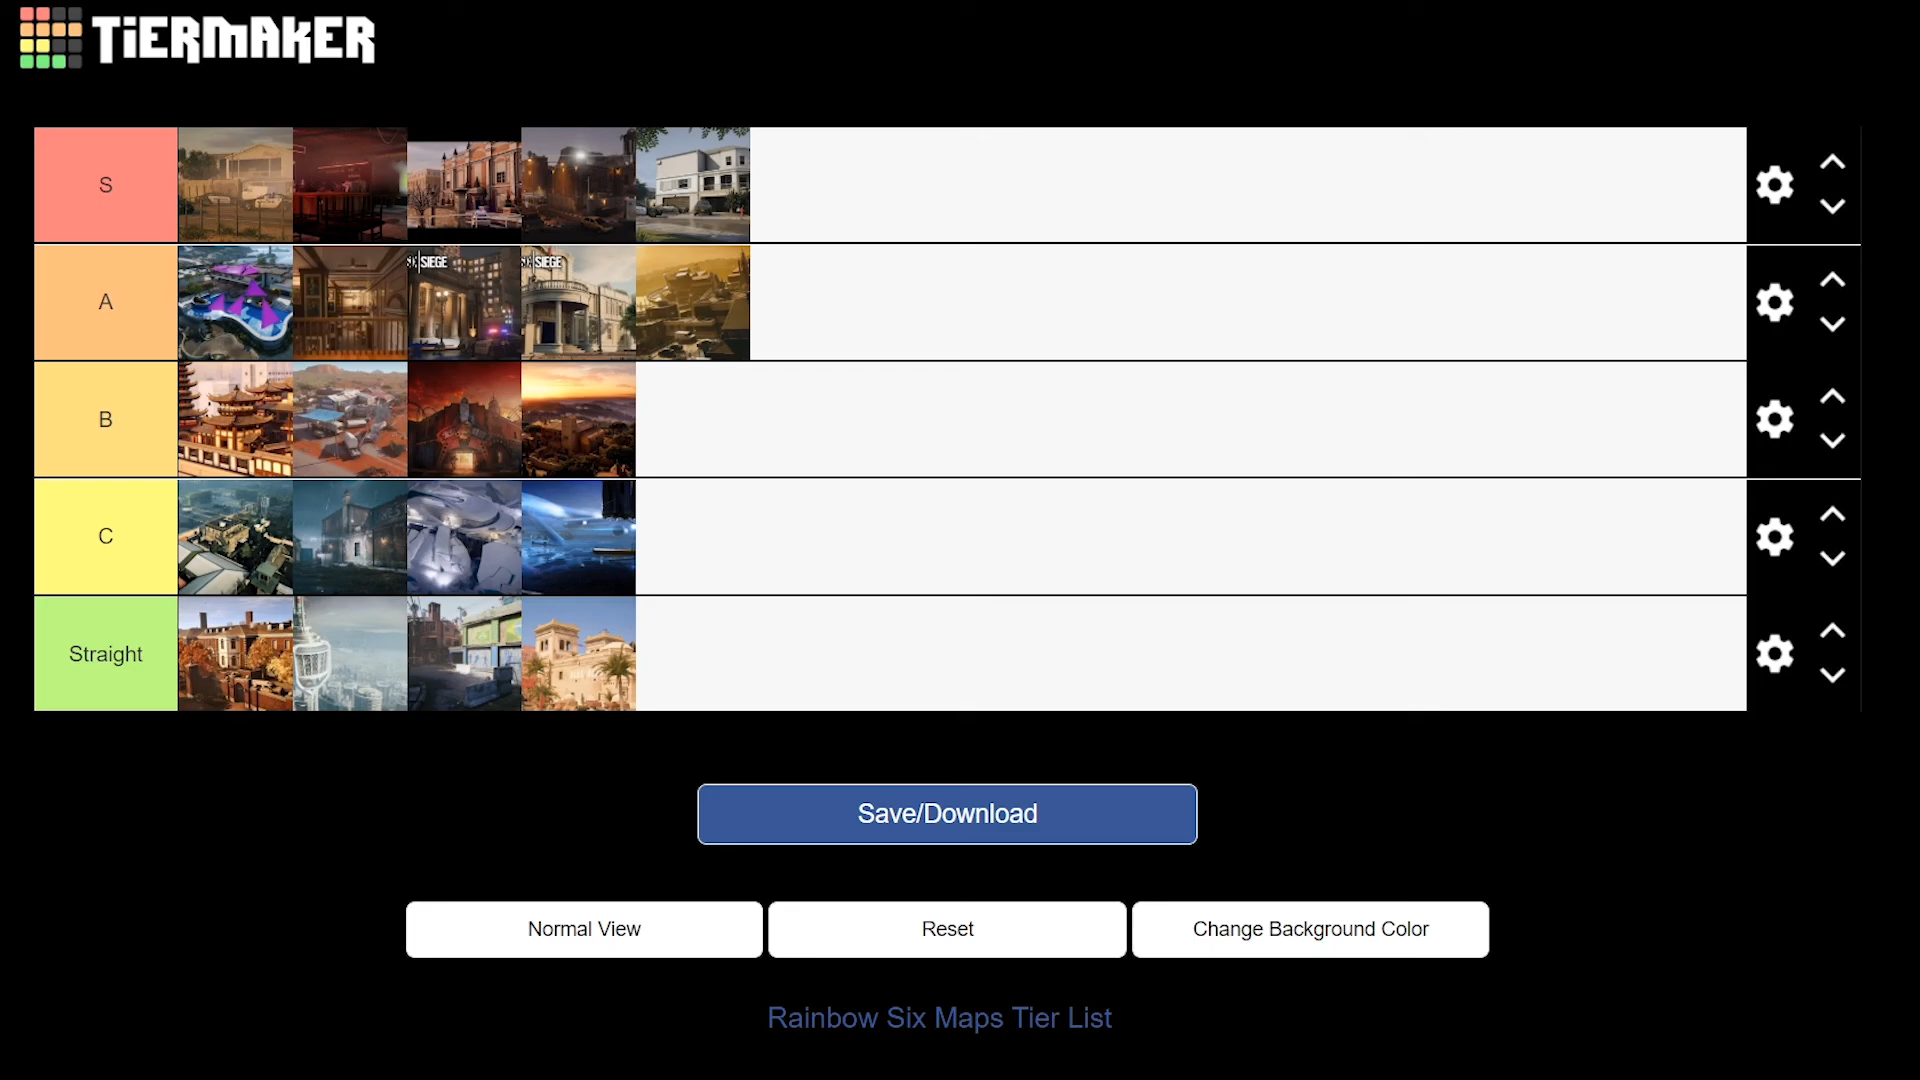 TiERMAKER
S
A
SIEGE
SIEGE
B
C
Straight
Save/Download
Normal View
Reset
Change Background Color
Rainbow Six Maps Tier List